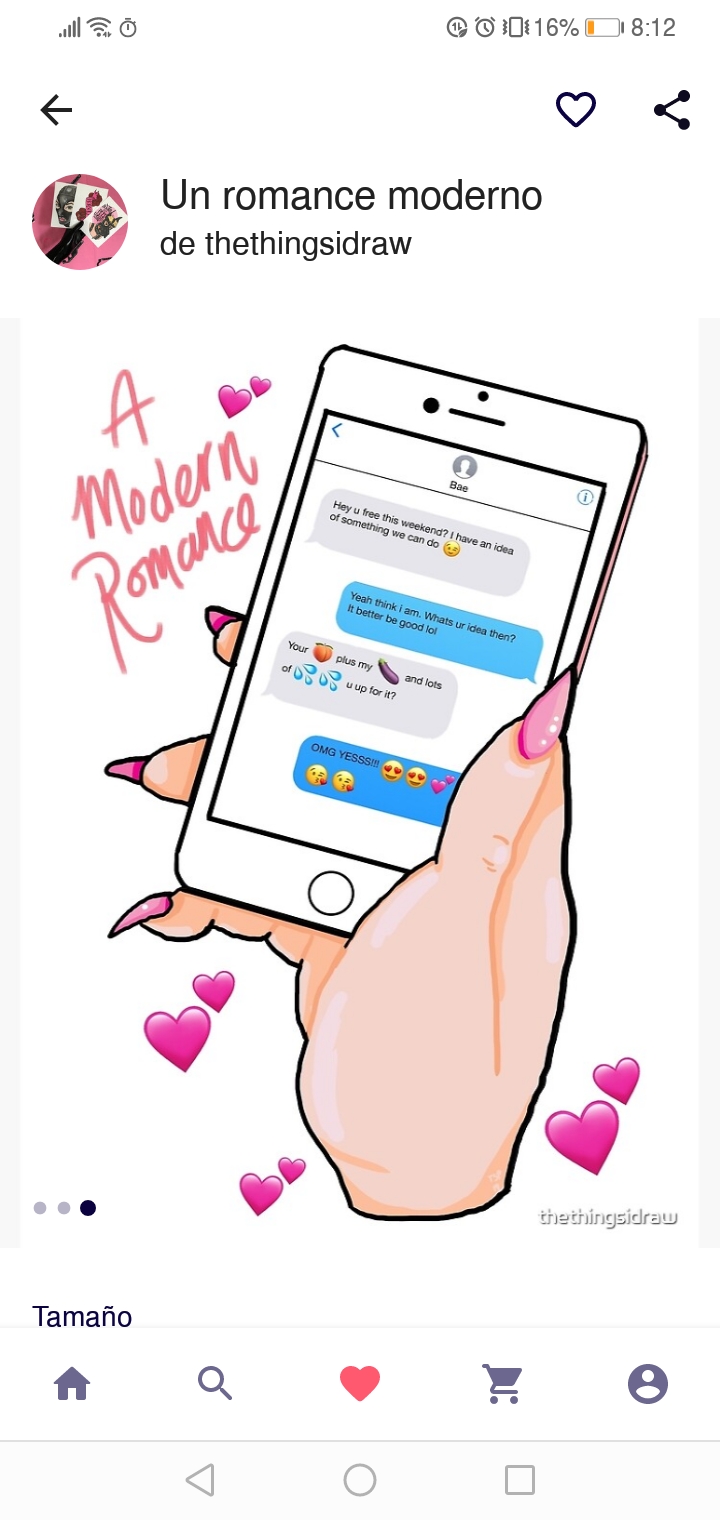 16% 8:12
Un romance moderno
de thethingsidraw
A
Modern
Romance
Bae
Hey u free this weekend? I have an idea
of something we can do 😉
Yeah think i am. Whats ur idea then?
It better be good lol
Your 🍑 plus my 🍆 and lots
of 💦 💦 u up for it?
OMG YESSS!!! 😍 😍 💕
😘 😘
thethingsidraw
Tamaño